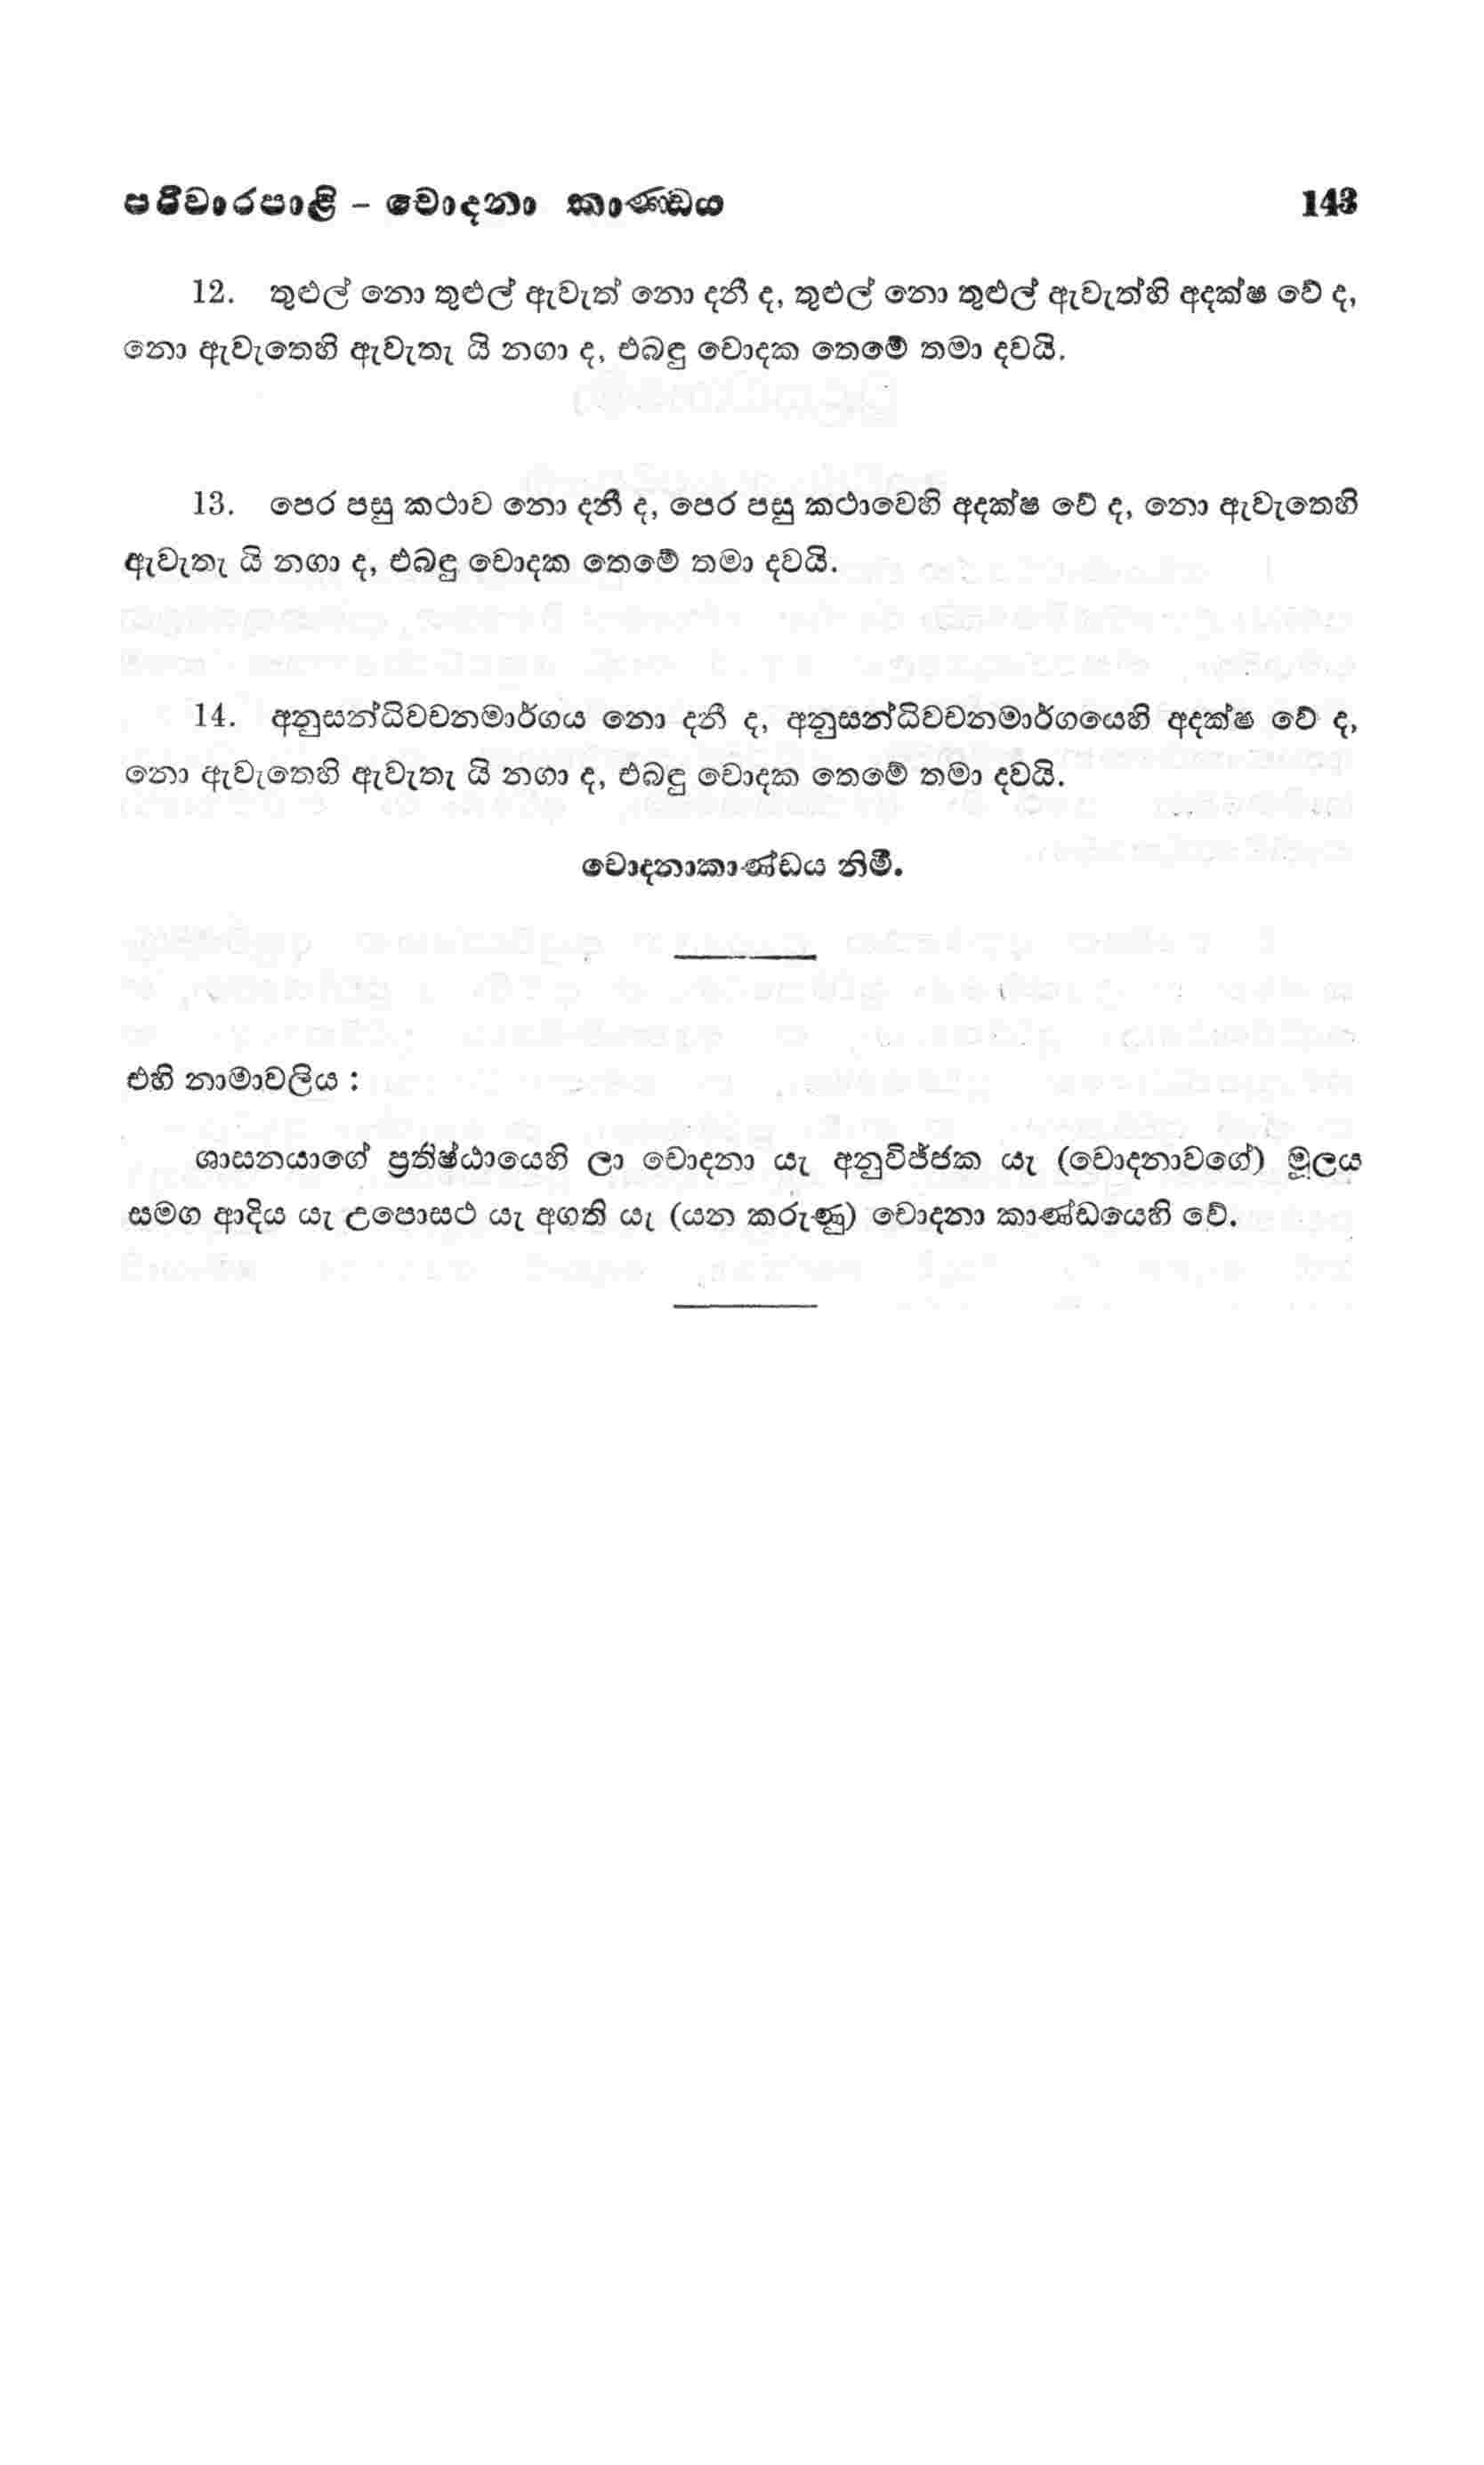 පරිවාරපාළි - චොදනා කාණ්ඩය 143
12. තුළුල් නො තුළුල් ඇවැත් නො දනී ද, තුළුල් නො තුළුල් ඇවැත්හි අදක්ෂ වේ ද,
නො ඇවැතෙහි ඇවැතැ යි නගා ද, එබඳු චොදක තෙමේ තමා දවයි.
13. පෙර පසු කථාව නො දනී ද, පෙර පසු කථාවෙහි අදක්ෂ වේ ද, නො ඇවැතෙහි
ඇවැතැ යි නගා ද, එබඳු චොදක තෙමේ තමා දවයි.
14. අනුසන්ධිවචනමාර්ගය නො දනී ද, අනුසන්ධිවචනමාර්ගයෙහි අදක්ෂ වේ ද,
නො ඇවැතෙහි ඇවැතැ යි නගා ද, එබඳු චොදක තෙමේ තමා දවයි.
චොදනාකාණ්ඩය නිමි.
එහි නාමාවලිය :
ශාසනයාගේ ප්‍රතිෂ්ඨායෙහි ලා චොදනා යැ අනුවිජ්ජක යැ (චොදනාවගේ) මූලය
සමග ආදිය යැ උපොසථ යැ අගති යැ (යන කරුණු) චොදනා කාණ්ඩයෙහි වේ.